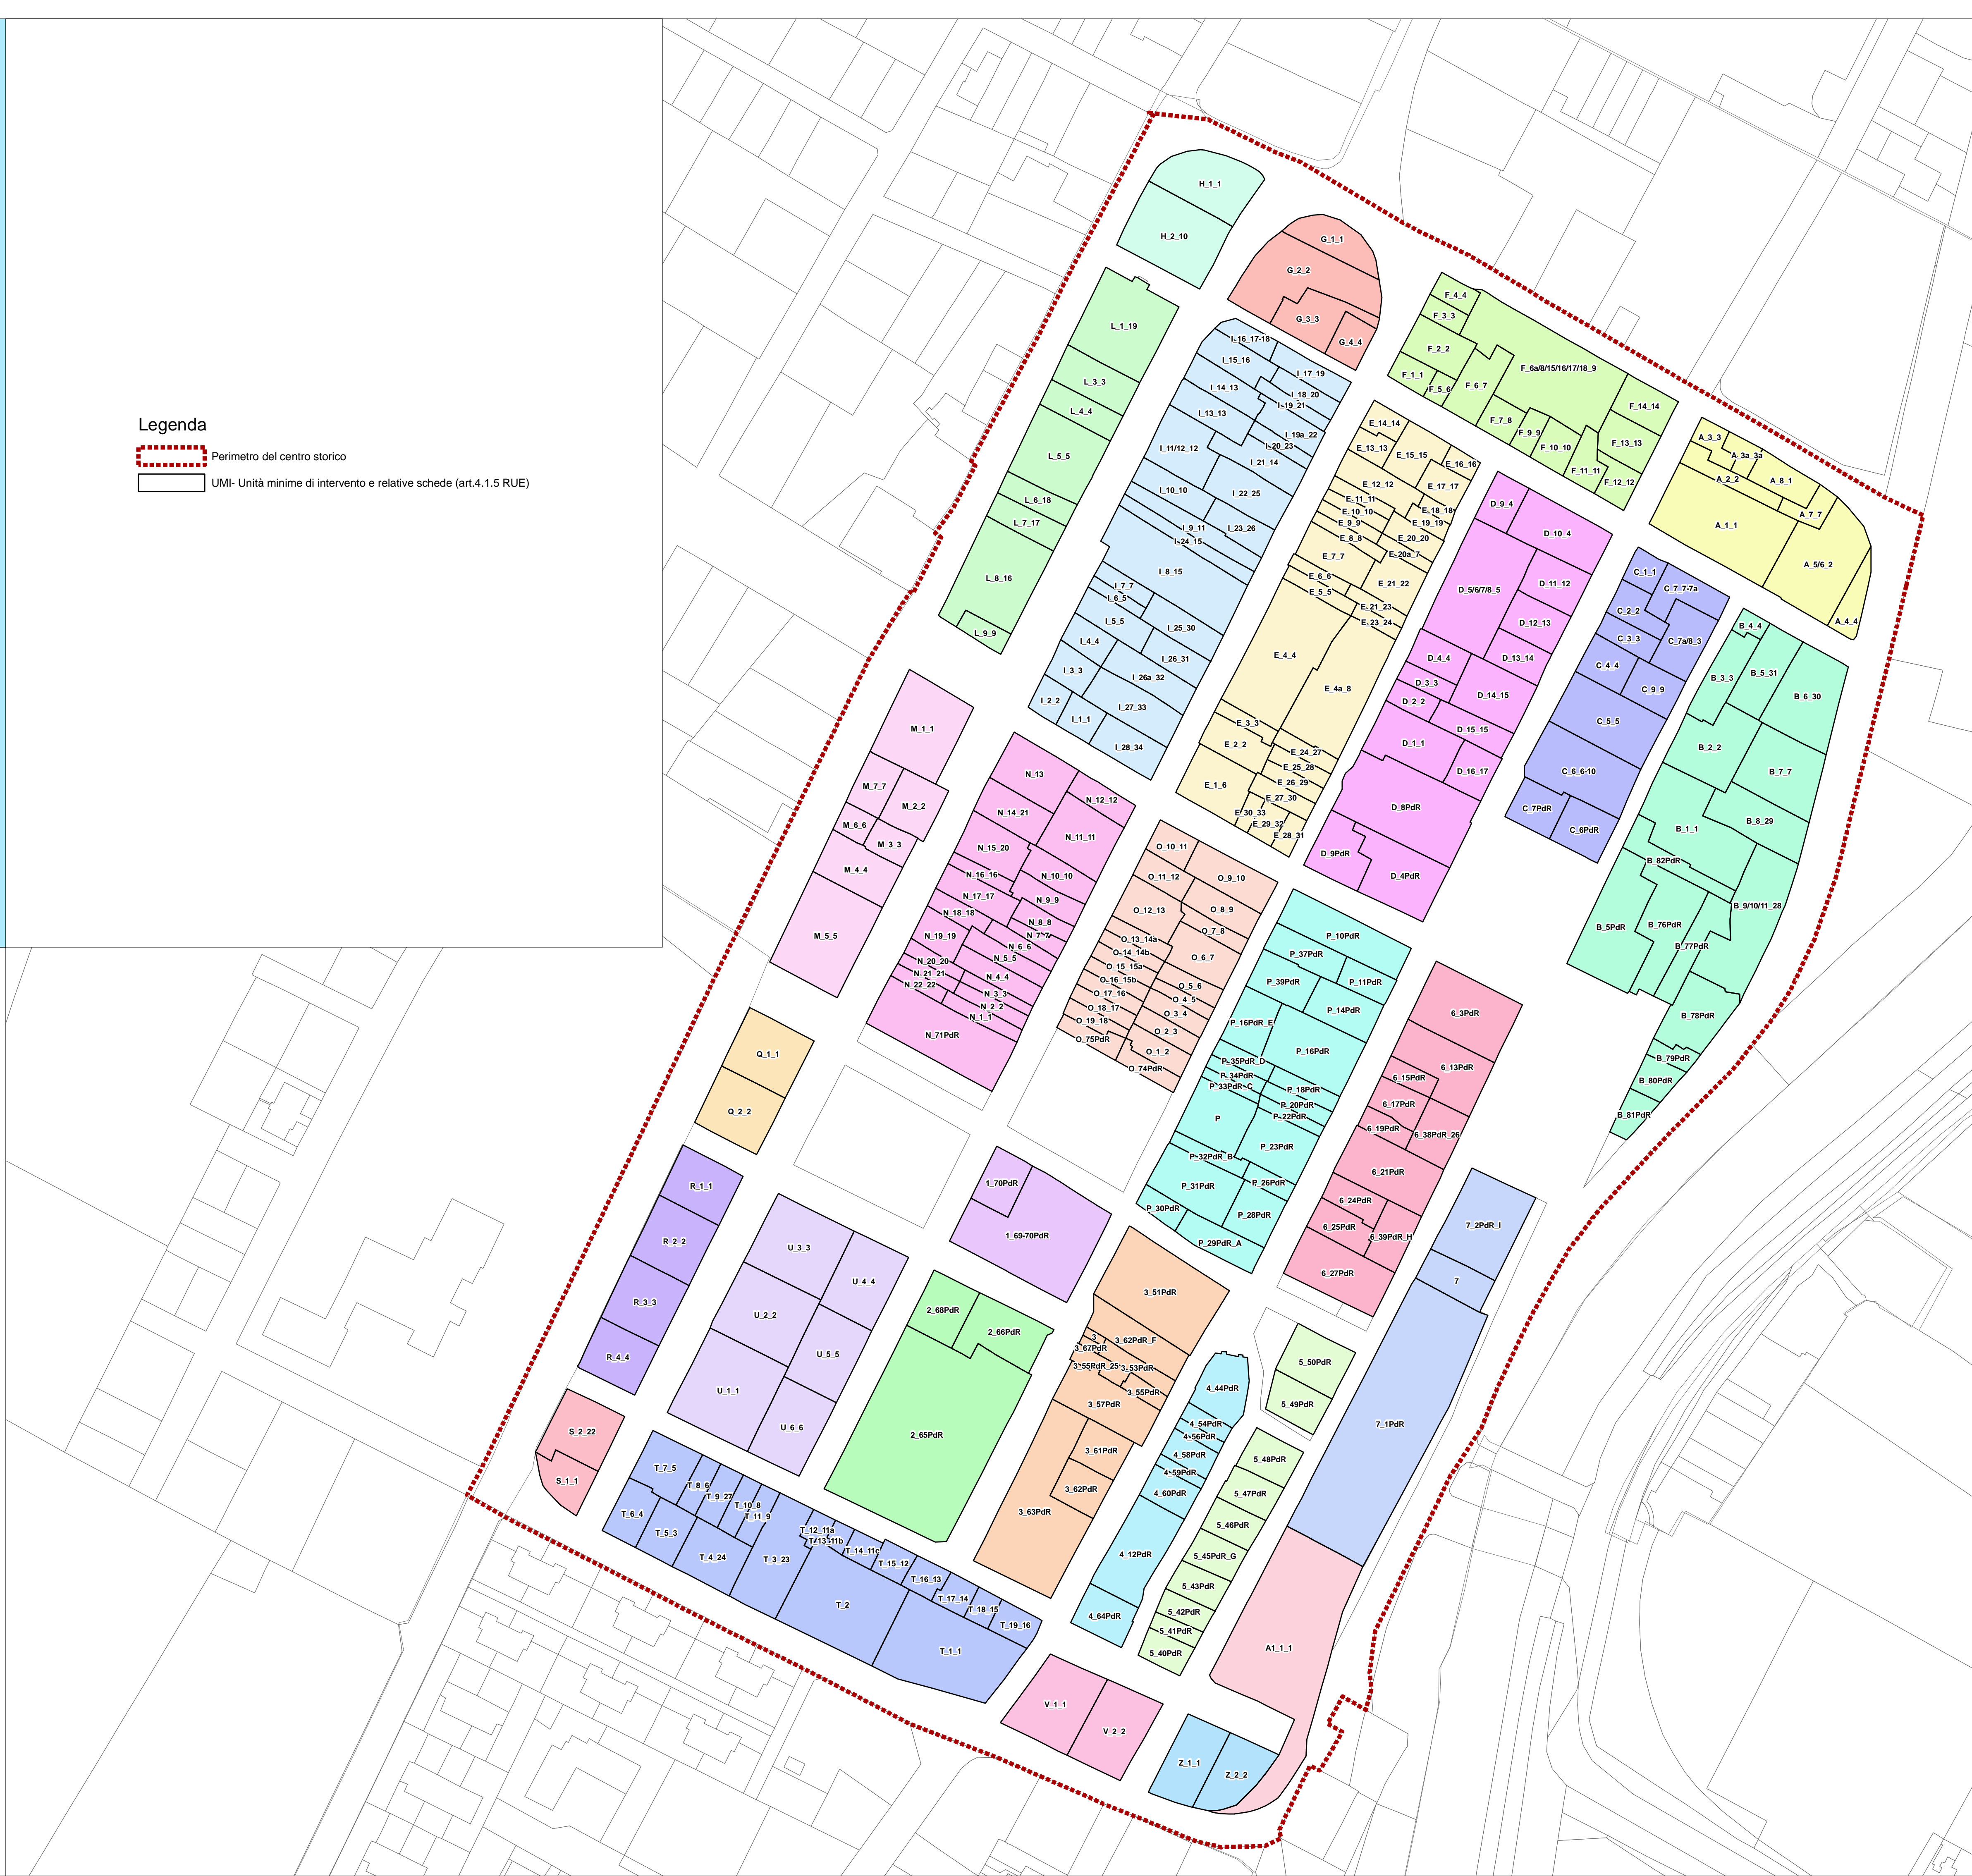 Legenda
Perimetro del centro storico
UMI- Unità minime di intervento e relative schede (art.4.1.5 RUE)
H_1_1
H_2_10
G_1_1
G_2_2
G_3_3
G_4_4
F_4_4
F_3_3
F_2_2
F_1_1
F_5_6
F_6_7
F_6a/8/15/16/17/18_9
F_7_8
F_9_9
F_10_10
F_11_11
F_12_12
F_13_13
F_14_14
A_3_3
A_3a_3a
A_8_1
A_2_2
A_7_7
A_1_1
A_5/6_2
A_4_4
L_1_19
L_3_3
L_4_4
L_5_5
L_6_18
L_7_17
L_8_16
L_9_9
I_16_17-18
I_15_16
I_17_19
I_14_13
I_18_20
I_19_21
I_13_13
I_19a_22
I_20_23
I_11/12_12
I_21_14
I_10_10
I_22_25
I_9_11
I_23_26
I_24_15
I_8_15
I_7_7
I_6_5
I_5_5
I_25_30
I_4_4
I_26_31
I_3_3
I_26a_32
I_2_2
I_27_33
I_1_1
I_28_34
E_14_14
E_13_13
E_15_15
E_16_16
E_12_12
E_17_17
E_11_11
E_10_10
E_18_18
E_9_9
E_19_19
E_8_8
E_20_20
E_7_7
E_20a_7
E_6_6
E_21_22
E_5_5
E_21_23
E_23_24
E_4_4
E_4a_8
E_3_3
E_2_2
E_24_27
E_25_28
E_1_6
E_26_29
E_27_30
E_30_33
E_29_32
E_28_31
D_9_4
D_10_4
D_5/6/7/8_5
D_11_12
D_12_13
D_4_4
D_13_14
D_3_3
D_14_15
D_2_2
D_15_15
D_1_1
D_16_17
D_8PdR
D_9PdR
D_4PdR
C_1_1
C_7_7-7a
C_2_2
C_3_3
C_7a/8_3
C_4_4
C_9_9
C_5_5
C_6_6-10
C_7PdR
C_6PdR
B_4_4
B_3_3
B_5_31
B_6_30
B_2_2
B_7_7
B_1_1
B_8_29
B_82PdR
B_9/10/11_28
B_5PdR
B_76PdR
B_77PdR
B_78PdR
B_79PdR
B_80PdR
B_81PdR
M_1_1
M_7_7
M_2_2
M_6_6
M_3_3
M_4_4
M_5_5
N_13
N_12_12
N_14_21
N_11_11
N_15_20
N_16_16
N_10_10
N_17_17
N_9_9
N_18_18
N_8_8
N_7_7
N_19_19
N_6_6
N_5_5
N_20_20
N_21_21
N_4_4
N_22_22
N_3_3
N_2_2
N_1_1
N_71PdR
O_10_11
O_9_10
O_11_12
O_12_13
O_8_9
O_7_8
O_13_14a
O_14_14b
O_6_7
O_15_15a
O_16_15b
O_5_6
O_17_16
O_4_5
O_18_17
O_3_4
O_19_18
O_2_3
O_75PdR
O_1_2
O_74PdR
P_10PdR
P_37PdR
P_39PdR
P_11PdR
P_14PdR
P_16PdR_E
P_16PdR
P_35PdR_D
P_34PdR
P_33PdR_C
P_18PdR
P_20PdR
P_22PdR
P
P_23PdR
P_32PdR_B
P_31PdR
P_26PdR
P_30PdR
P_28PdR
P_29PdR_A
6_3PdR
6_13PdR
6_15PdR
6_17PdR
6_19PdR
6_38PdR_26
6_21PdR
6_24PdR
6_25PdR
6_39PdR_H
6_27PdR
7_2PdR_I
7
7_1PdR
Q_1_1
Q_2_2
R_1_1
R_2_2
R_3_3
R_4_4
S_2_22
S_1_1
U_3_3
U_4_4
U_2_2
U_5_5
U_1_1
U_6_6
1_70PdR
1_69-70PdR
2_68PdR
2_66PdR
2_65PdR
3_51PdR
3
3_62PdR_F
3_67PdR
3_55PdR_25
3_53PdR
3_55PdR
3_57PdR
3_61PdR
3_62PdR
3_63PdR
4_44PdR
4_54PdR
4_56PdR
4_58PdR
4_59PdR
4_60PdR
4_12PdR
4_64PdR
5_50PdR
5_49PdR
5_48PdR
5_47PdR
5_46PdR
5_45PdR_G
5_43PdR
5_42PdR
5_41PdR
5_40PdR
T_7_5
T_8_6
T_9_27
T_10_8
T_11_9
T_6_4
T_5_3
T_4_24
T_3_23
T_12_11a
T_13_11b
T_14_11c
T_15_12
T_16_13
T_17_14
T_18_15
T_19_16
T_2
T_1_1
A1_1_1
V_1_1
V_2_2
Z_1_1
Z_2_2